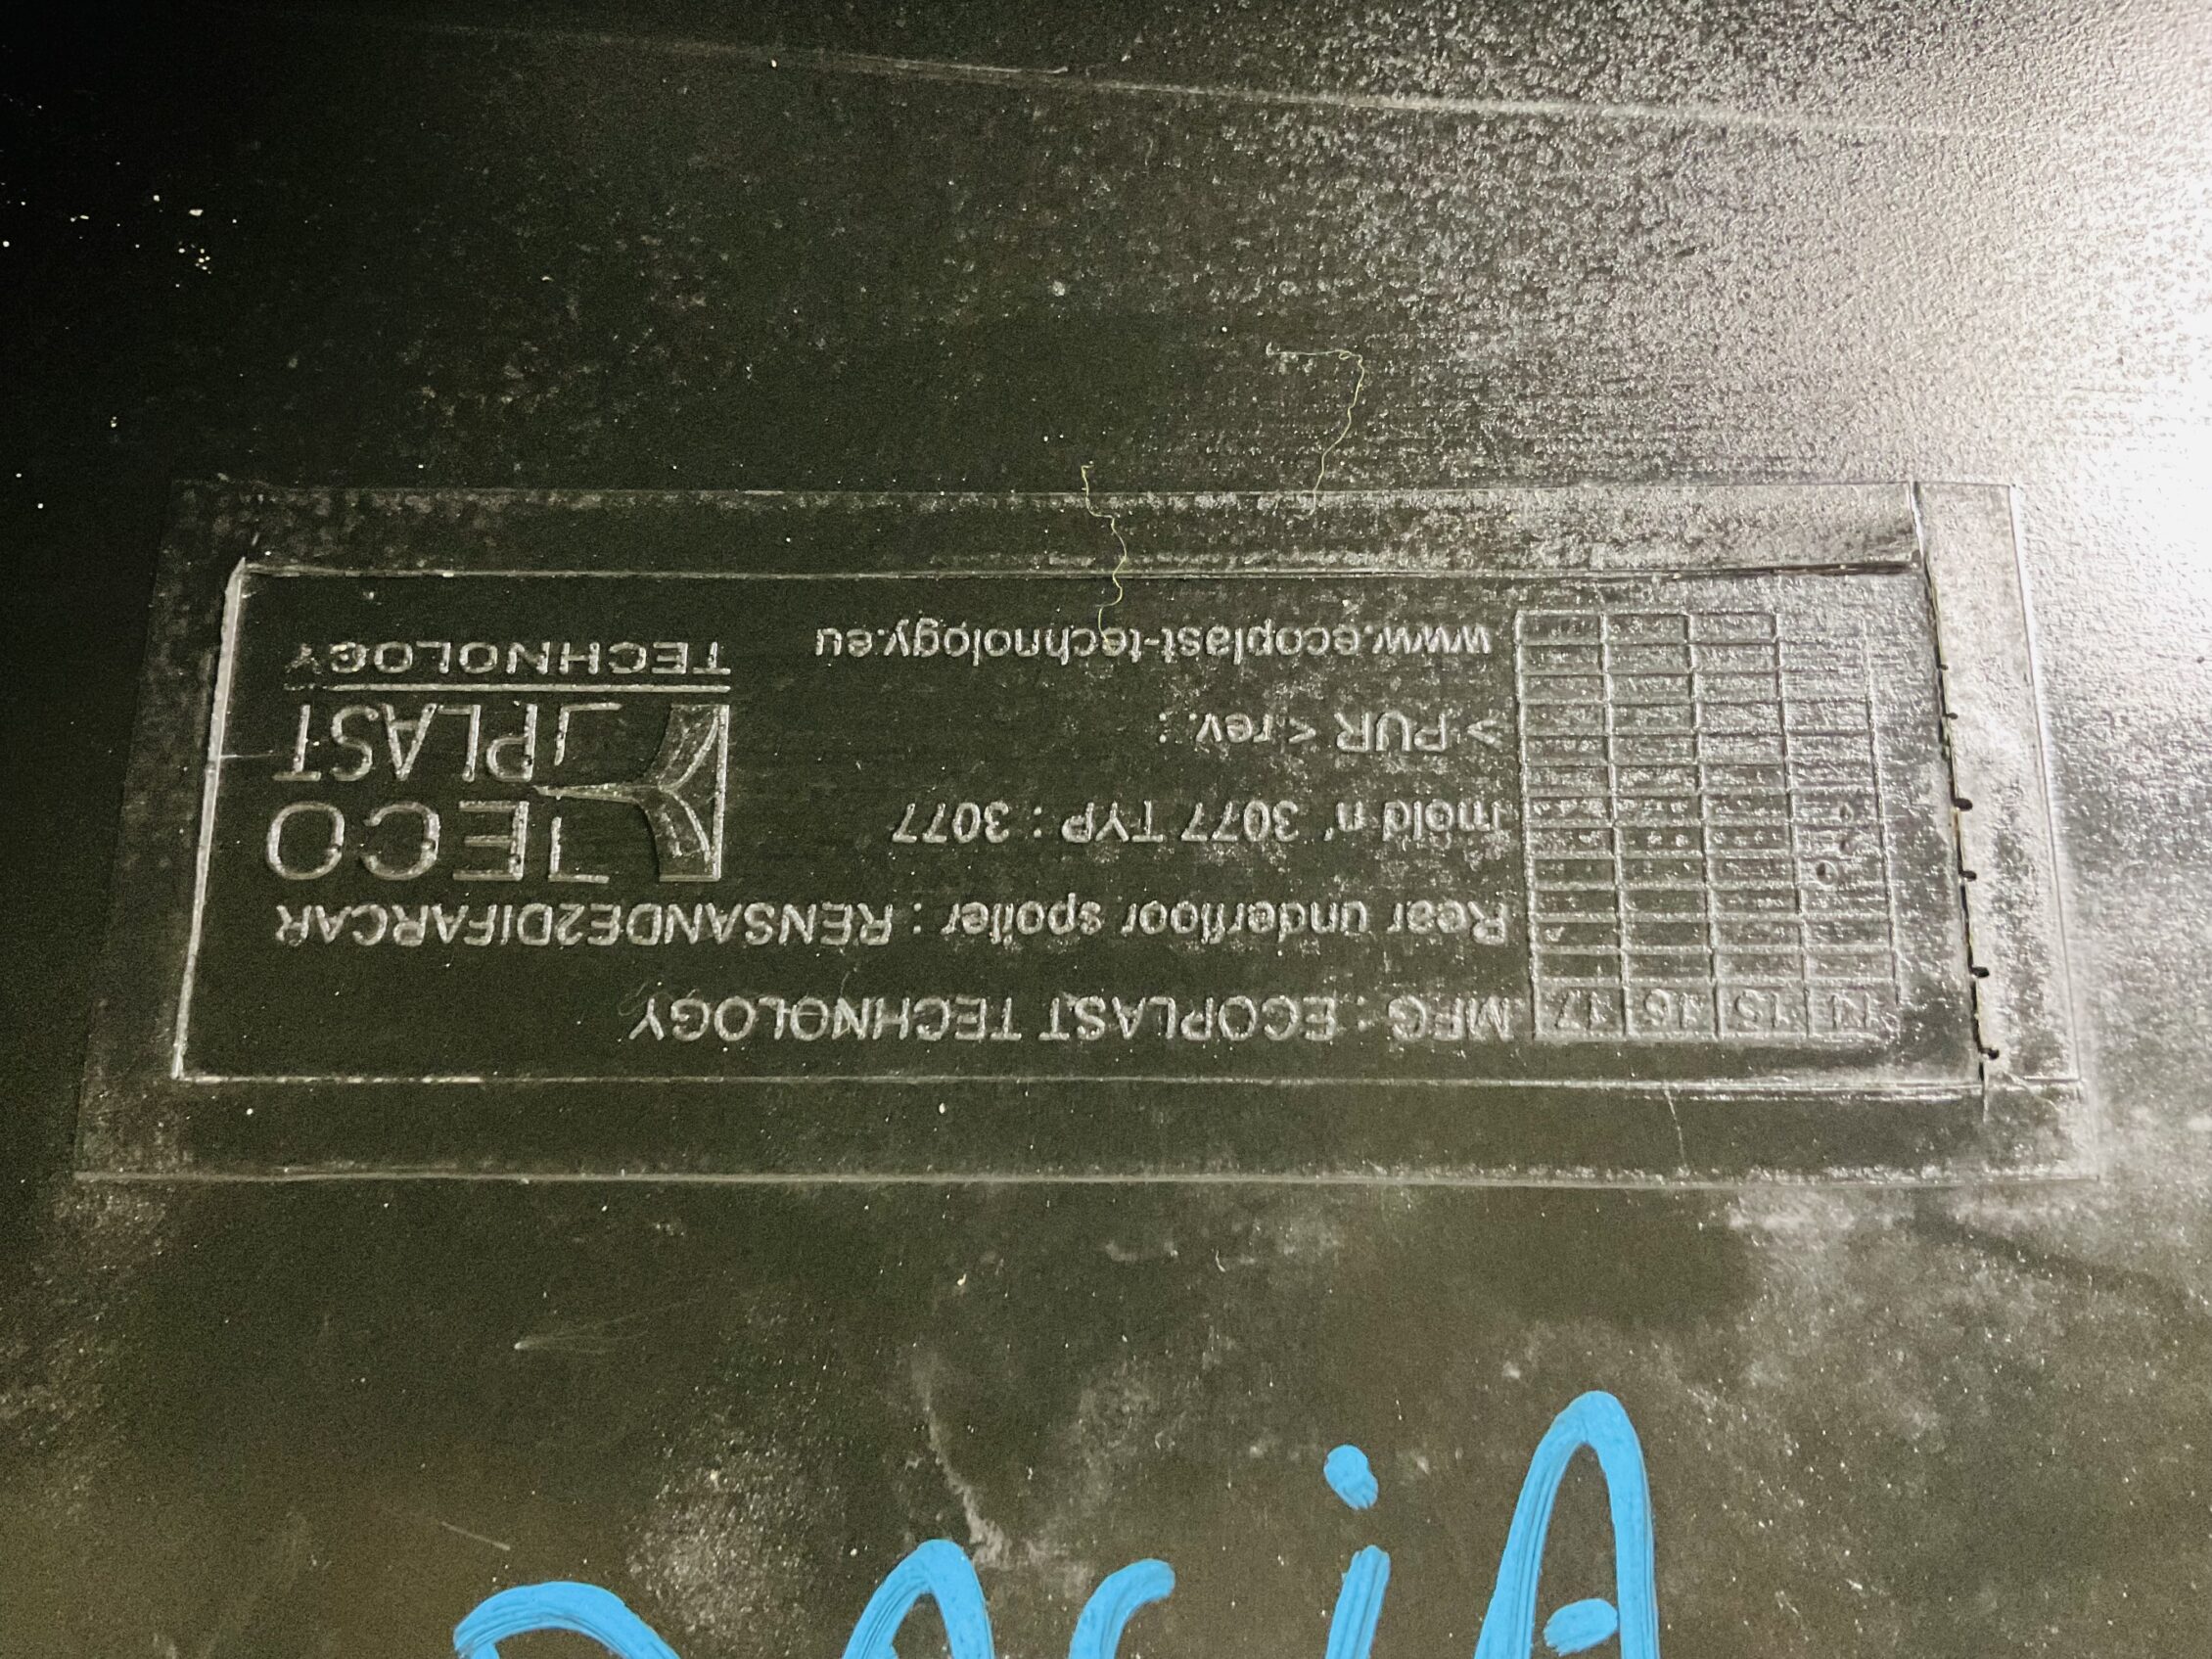 14 15 16 17
MFG : ECOPLAST TECHNOLOGY
Rear underfloor spoiler : RENSANDE2DIFARCAR
mold n° 3077 TYP : 3077
> PUR < rev. :
www.ecoplast-technology.eu
ECO
PLAST
TECHNOLOGY
DACiA